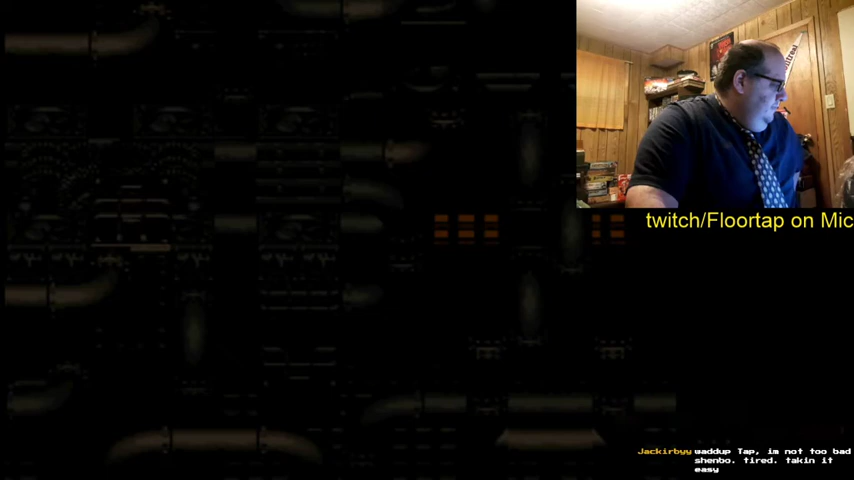 twitch/Floortap on Mic
Jackirbyy waddup Tap, im not too bad
shenbo. tired. takin it
easy